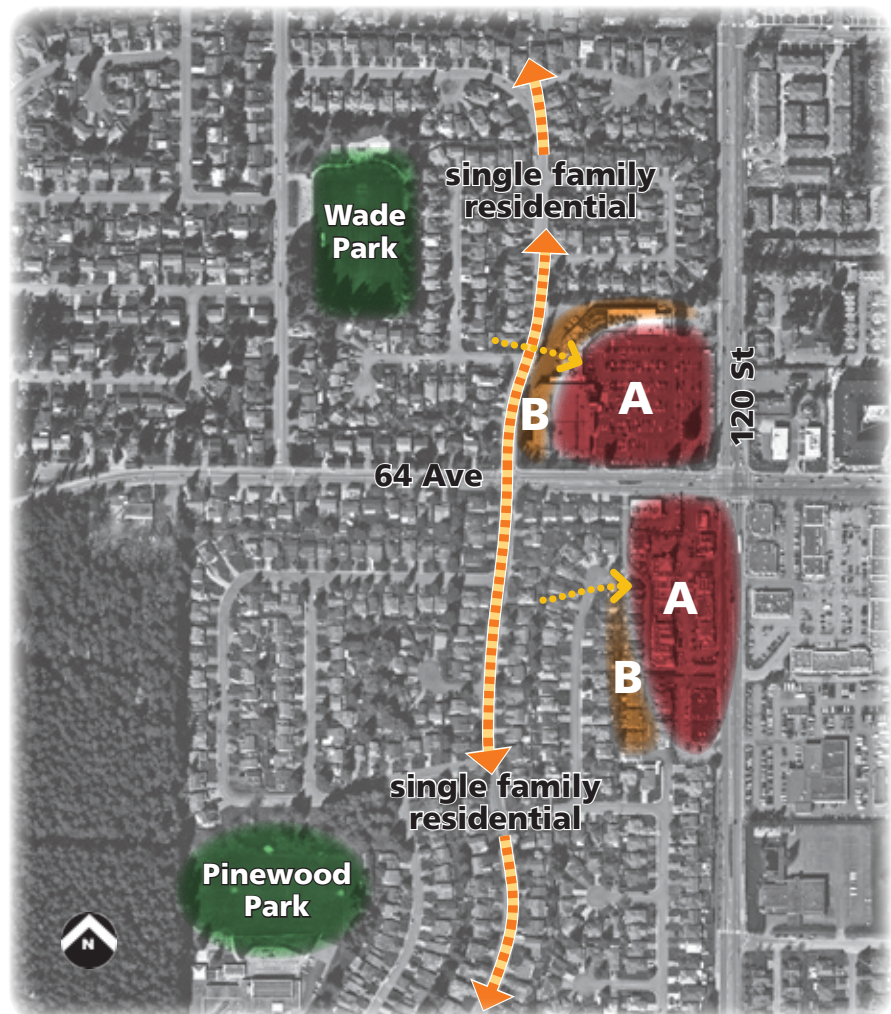 single family
residential
Wade
Park
120 St
A
B
64 Ave
A
B
single family
residential
Pinewood
Park
N